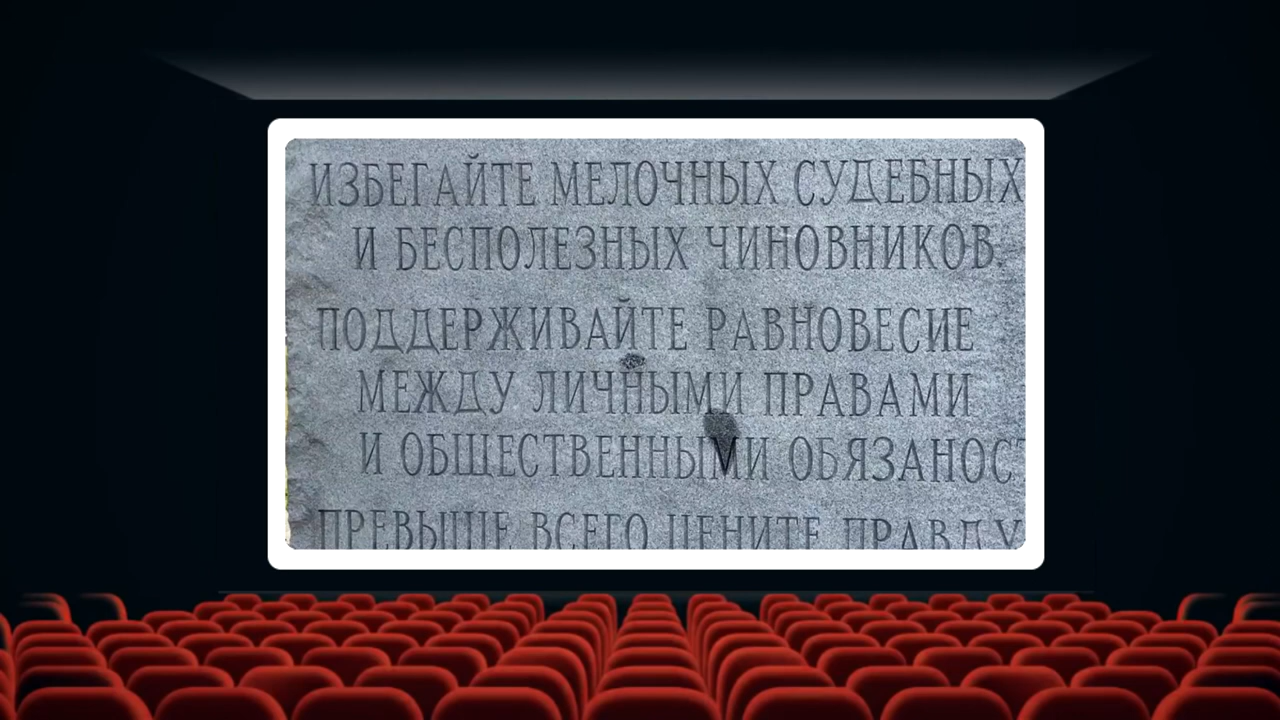 ИЗБЕГАЙТЕ МЕЛОЧНЫХ СУДЕБНЫХ
И БЕСПОЛЕЗНЫХ ЧИНОВНИКОВ.
ПОДДЕРЖИВАЙТЕ РАВНОВЕСИЕ
МЕЖДУ ЛИЧНЫМИ ПРАВАМИ
И ОБЩЕСТВЕННЫМИ ОБЯЗАНОСТ
ПРЕВЫШЕ ВСЕГО ЦЕНИТЕ ПРАВДУ